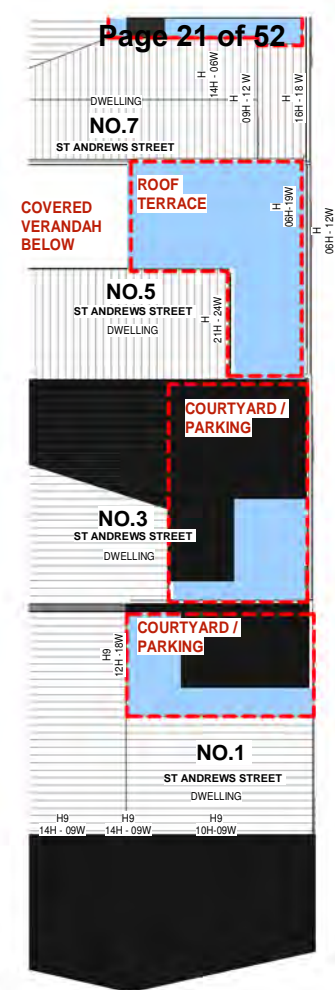 Page 21 of 52
H
14H - 06W
H
09H - 12 W
H
16H - 18 W
DWELLING
NO.7
ST ANDREWS STREET
COVERED
VERANDAH
BELOW
ROOF
TERRACE
H
06H-19W
H
06H - 12W
NO.5
ST ANDREWS STREET
DWELLING
H
21H - 24W
COURTYARD /
PARKING
NO.3
ST ANDREWS STREET
DWELLING
COURTYARD /
PARKING
H9
12H -18W
NO.1
ST ANDREWS STREET
DWELLING
H9
14H - 09W
H9
14H - 09W
H9
10H-09W